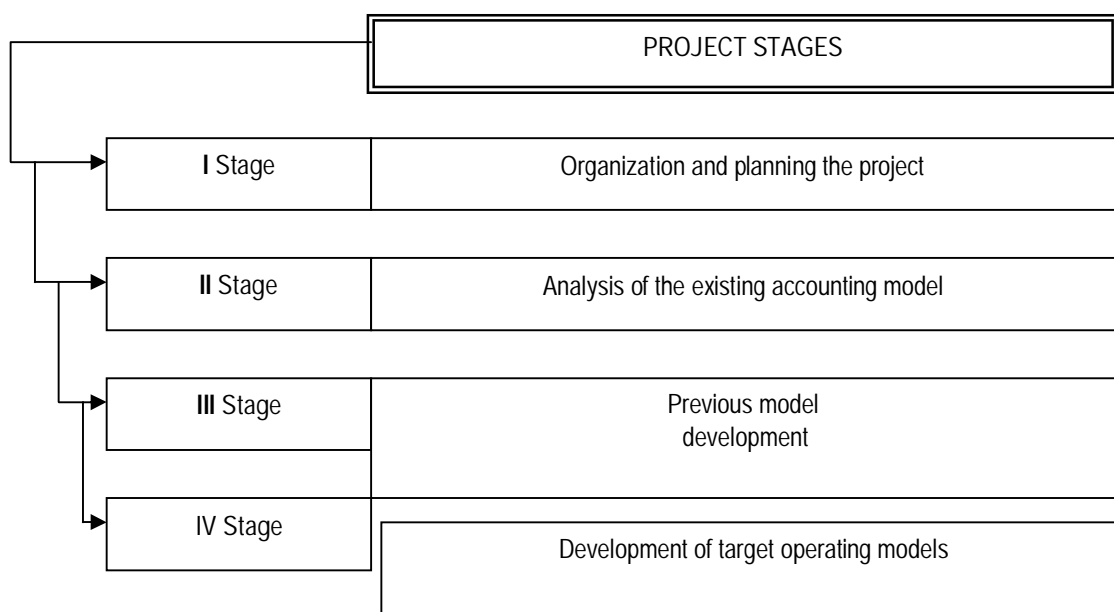 PROJECT STAGES
I Stage
Organization and planning the project
II Stage
Analysis of the existing accounting model
III Stage
Previous model
development
IV Stage
Development of target operating models